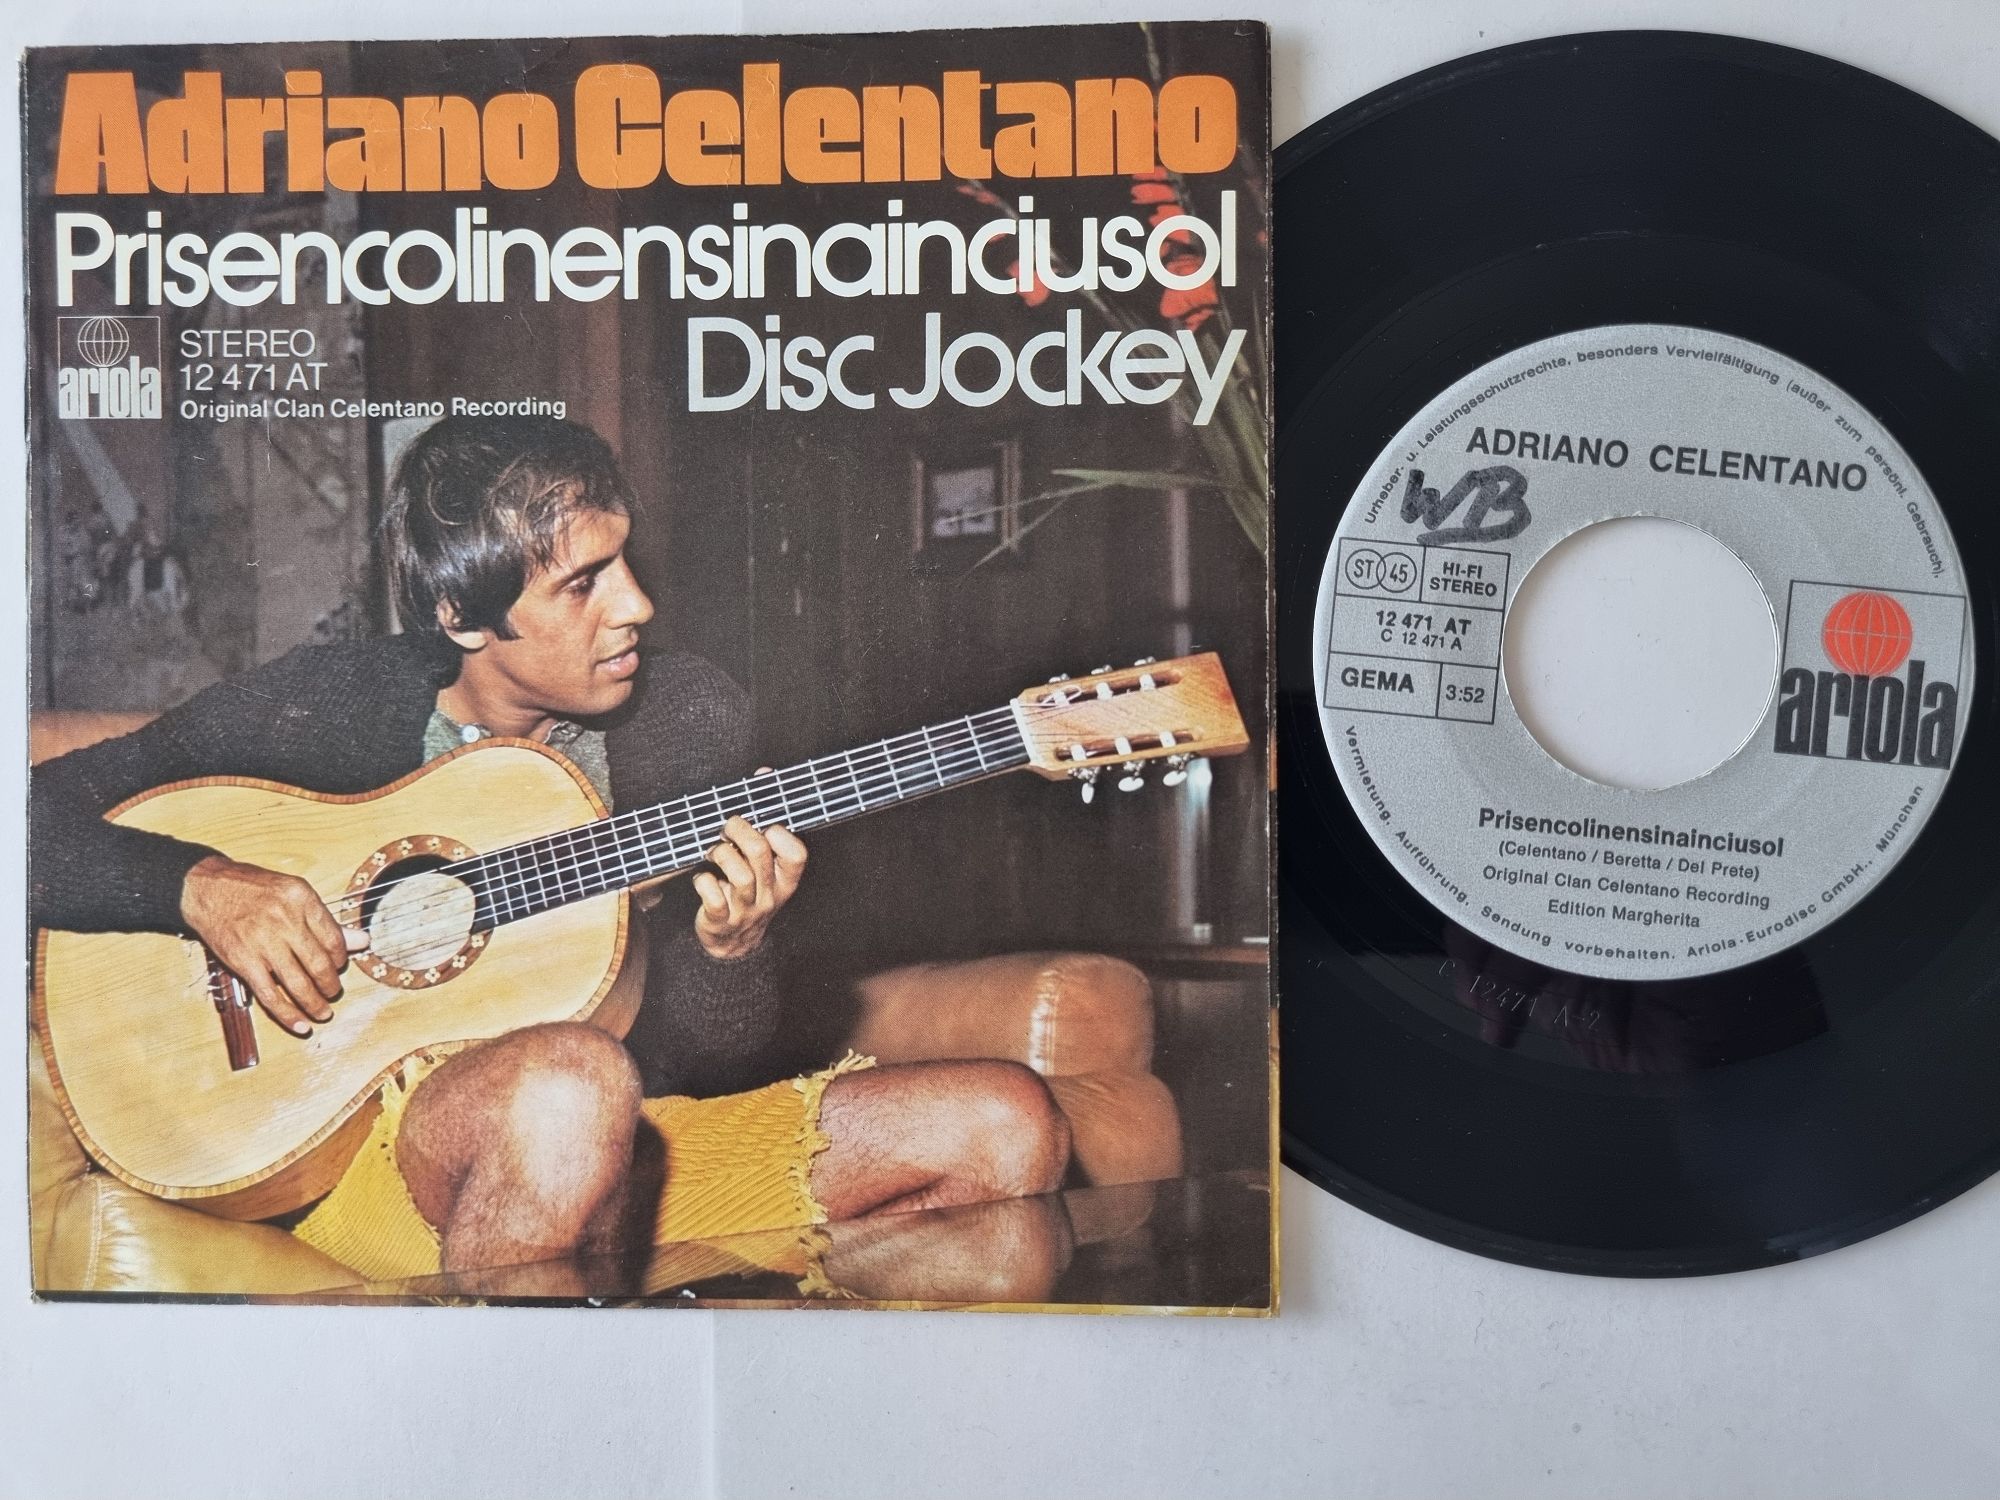 Adriano Celentano
Prisencolinensinainciusol
Disc Jockey
ariola
STEREO
12 471 AT
Original Clan Celentano Recording
Urheber- u. Leistungsschutzrechte, besonders Vervielfältigung (außer zum persönl. Gebrauch),
Vermietung, Aufführung, Sendung vorbehalten. Ariola-Eurodisc GmbH., München
ADRIANO CELENTANO
WB
ST 45
HI-FI
STEREO
12 471 AT
C 12 471 A
GEMA
3:52
ariola
Prisencolinensinainciusol
(Celentano / Beretta / Del Prete)
Original Clan Celentano Recording
Edition Margherita
C 12471 A-2